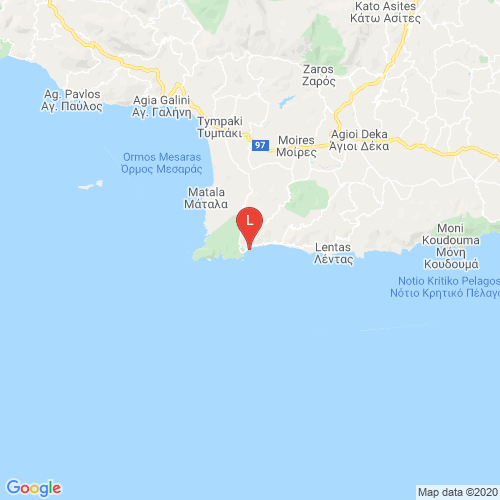 Kato Asites
Κάτω Ασίτες
Zaros
Ζαρός
Ag. Pavlos
Αγ. Παύλος
Agia Galini
Αγ. Γαλήνη
Tympaki
Τυμπάκι
Agioi Deka
Άγιοι Δέκα
Moires
Μοίρες
97
Ormos Mesaras
Όρμος Μεσαράς
Matala
Μάταλα
L
Moni
Koudouma
Μονή
Κουδουμά
Lentas
Λέντας
Notio Kritiko Pelagos
Νότιο Κρητικό Πέλαγο
Google
Map data ©2020